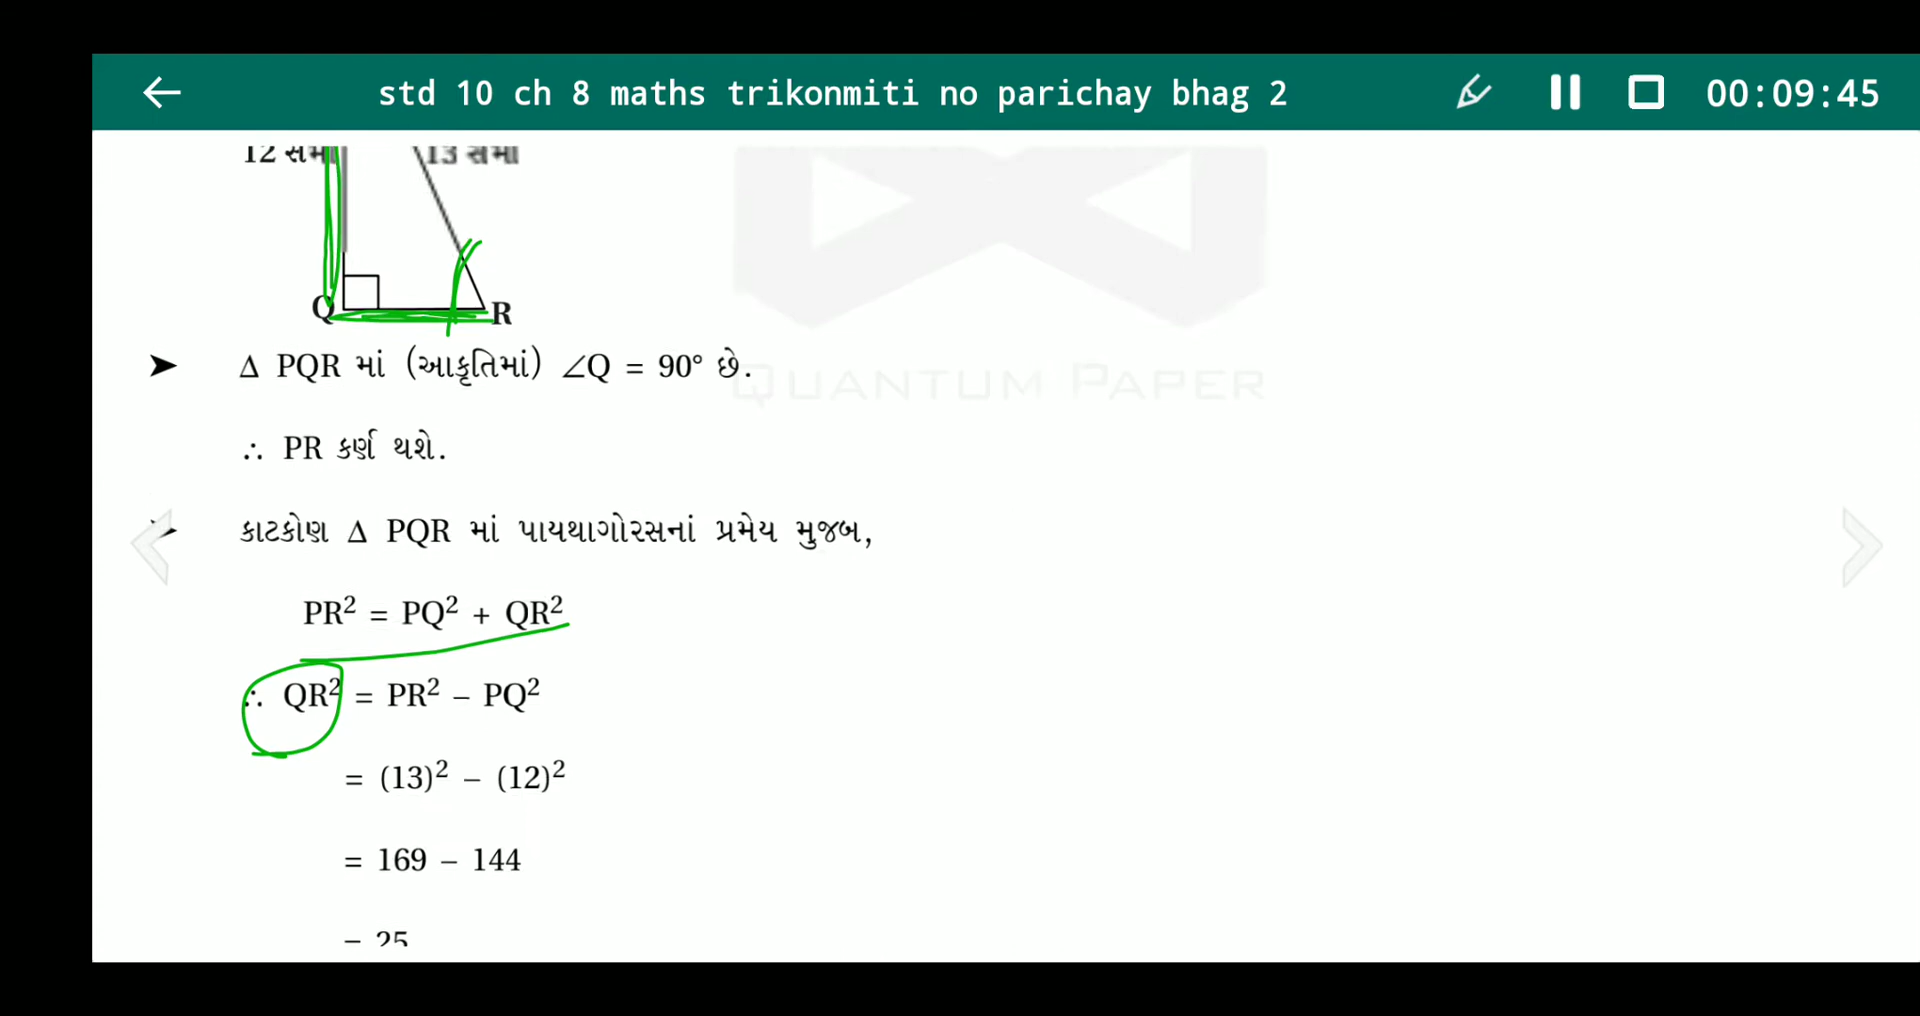 std 10 ch 8 maths trikonmiti no parichay bhag 2 00:09:45
12 સેમી 13 સેમી
Q R
Δ PQR માં (આકૃતિમાં) ∠Q = 90° છે.
QUANTUM PAPER
∴ PR કર્ણ થશે.
કાટકોણ Δ PQR માં પાયથાગોરસનાં પ્રમેય મુજબ,
PR² = PQ² + QR²
∴ QR² = PR² – PQ²
= (13)² – (12)²
= 169 – 144
= 25